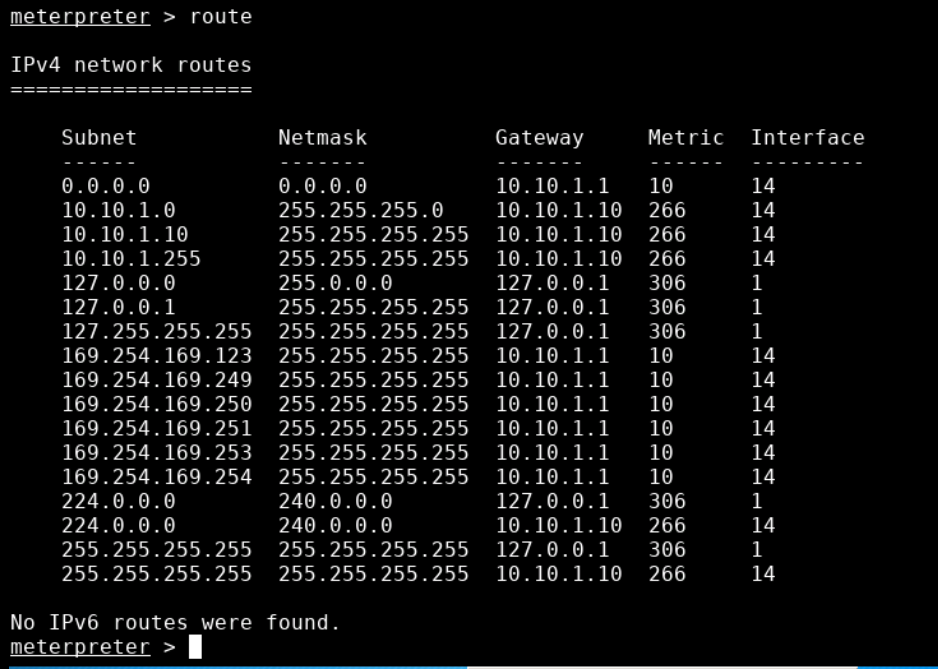 meterpreter > route
IPv4 network routes
===================
Subnet Netmask Gateway Metric Interface
------ ------- ------- ------ ---------
0.0.0.0 0.0.0.0 10.10.1.1 10 14
10.10.1.0 255.255.255.0 10.10.1.10 266 14
10.10.1.10 255.255.255.255 10.10.1.10 266 14
10.10.1.255 255.255.255.255 10.10.1.10 266 14
127.0.0.0 255.0.0.0 127.0.0.1 306 1
127.0.0.1 255.255.255.255 127.0.0.1 306 1
127.255.255.255 255.255.255.255 127.0.0.1 306 1
169.254.169.123 255.255.255.255 10.10.1.1 10 14
169.254.169.249 255.255.255.255 10.10.1.1 10 14
169.254.169.250 255.255.255.255 10.10.1.1 10 14
169.254.169.251 255.255.255.255 10.10.1.1 10 14
169.254.169.253 255.255.255.255 10.10.1.1 10 14
169.254.169.254 255.255.255.255 10.10.1.1 10 14
224.0.0.0 240.0.0.0 127.0.0.1 306 1
224.0.0.0 240.0.0.0 10.10.1.10 266 14
255.255.255.255 255.255.255.255 127.0.0.1 306 1
255.255.255.255 255.255.255.255 10.10.1.10 266 14
No IPv6 routes were found.
meterpreter >